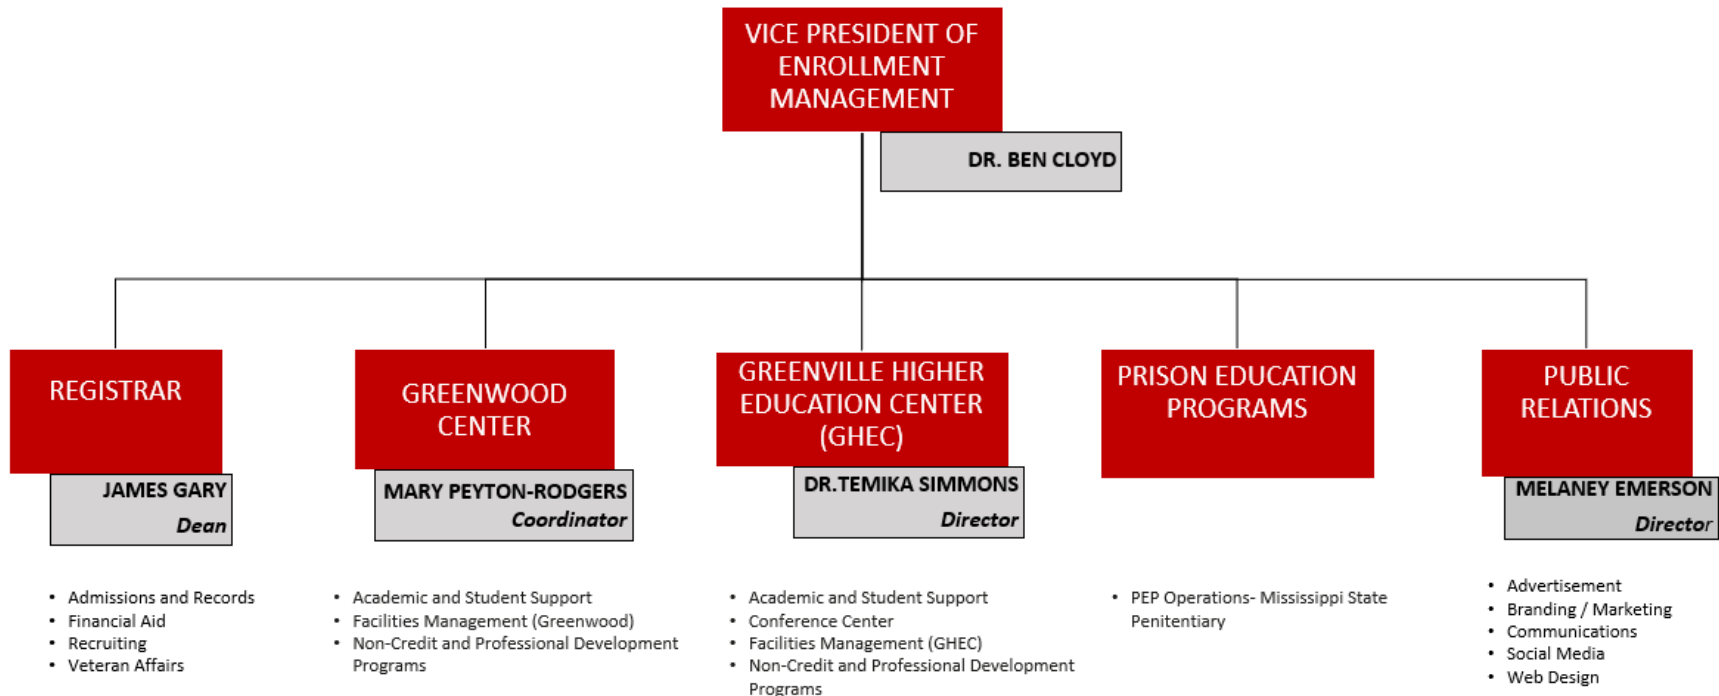 VICE PRESIDENT OF
ENROLLMENT
MANAGEMENT
DR. BEN CLOYD
REGISTRAR
JAMES GARY
Dean
• Admissions and Records
• Financial Aid
• Recruiting
• Veteran Affairs
GREENWOOD
CENTER
MARY PEYTON-RODGERS
Coordinator
• Academic and Student Support
• Facilities Management (Greenwood)
• Non-Credit and Professional Development
Programs
GREENVILLE HIGHER
EDUCATION CENTER
(GHEC)
DR.TEMIKA SIMMONS
Director
• Academic and Student Support
• Conference Center
• Facilities Management (GHEC)
• Non-Credit and Professional Development
Programs
PRISON EDUCATION
PROGRAMS
• PEP Operations- Mississippi State
Penitentiary
PUBLIC
RELATIONS
MELANEY EMERSON
Director
• Advertisement
• Branding / Marketing
• Communications
• Social Media
• Web Design